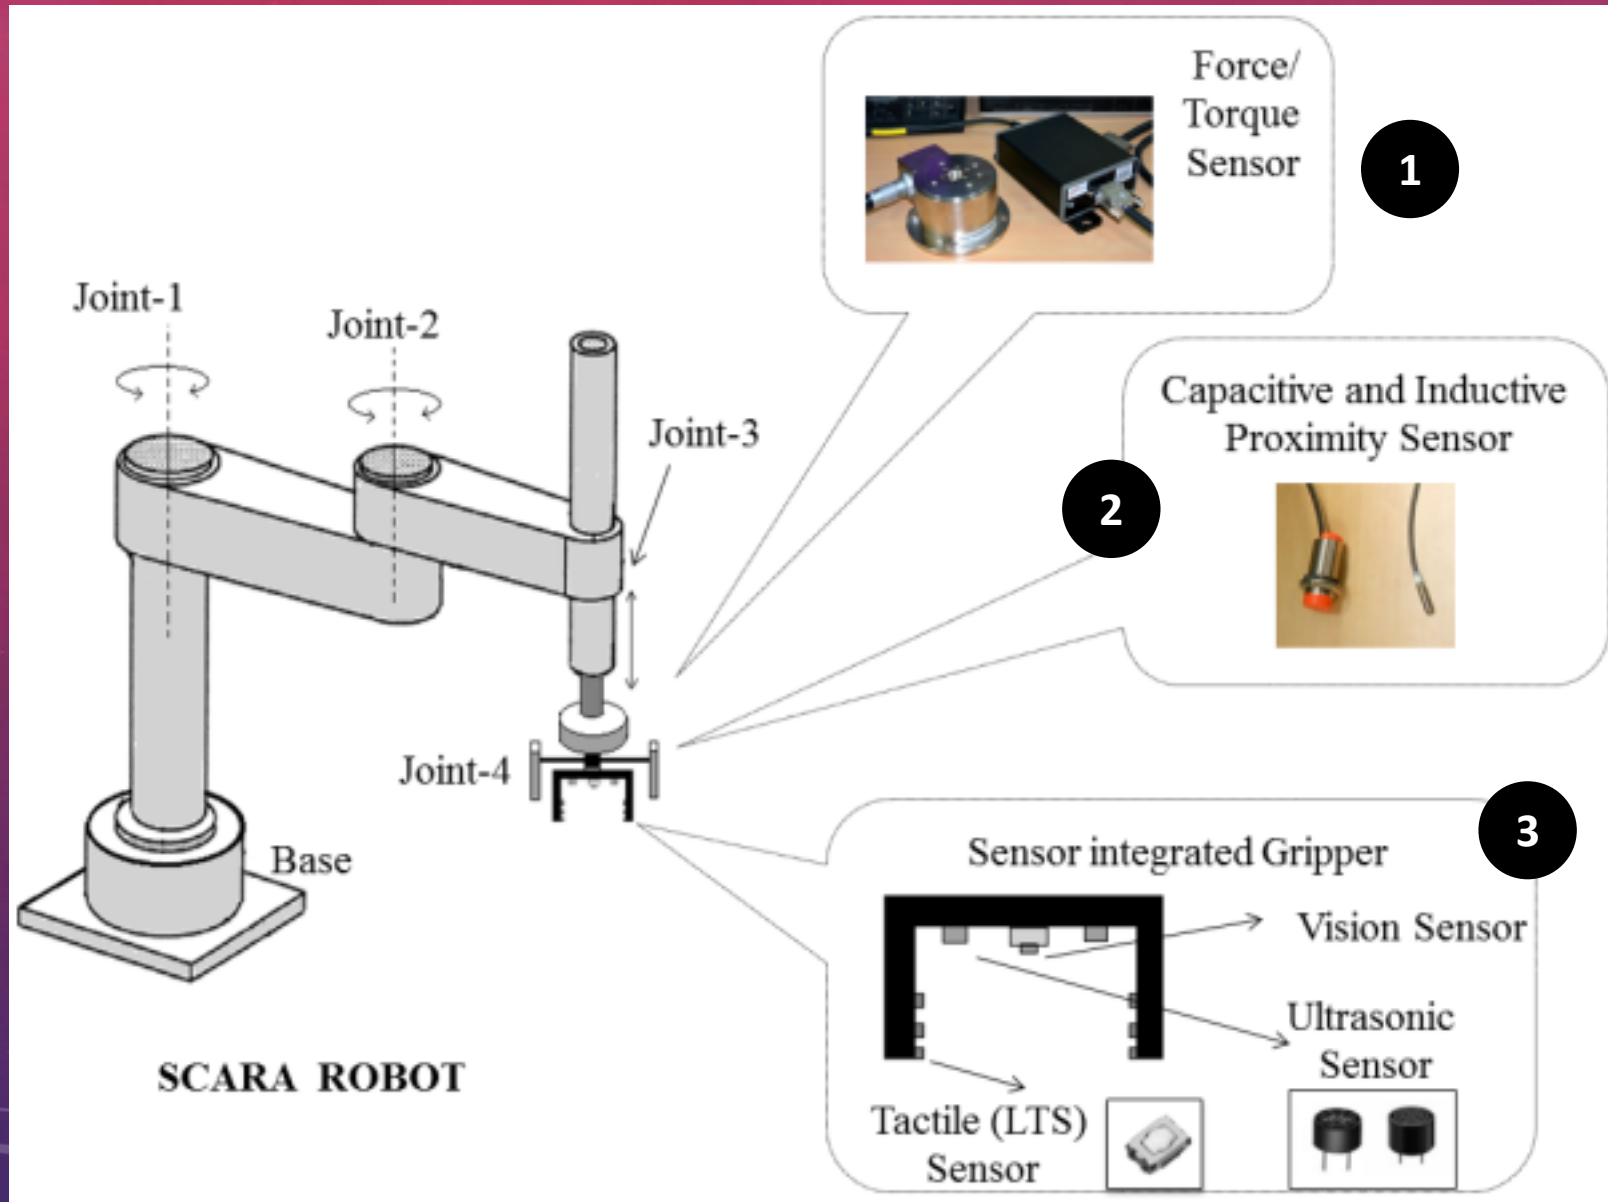 Force/
Torque
Sensor
1
Joint-1
Joint-2
Joint-3
Capacitive and Inductive
Proximity Sensor
2
Joint-4
3
Sensor integrated Gripper
Base
Vision Sensor
Ultrasonic
Sensor
SCARA ROBOT
Tactile (LTS)
Sensor